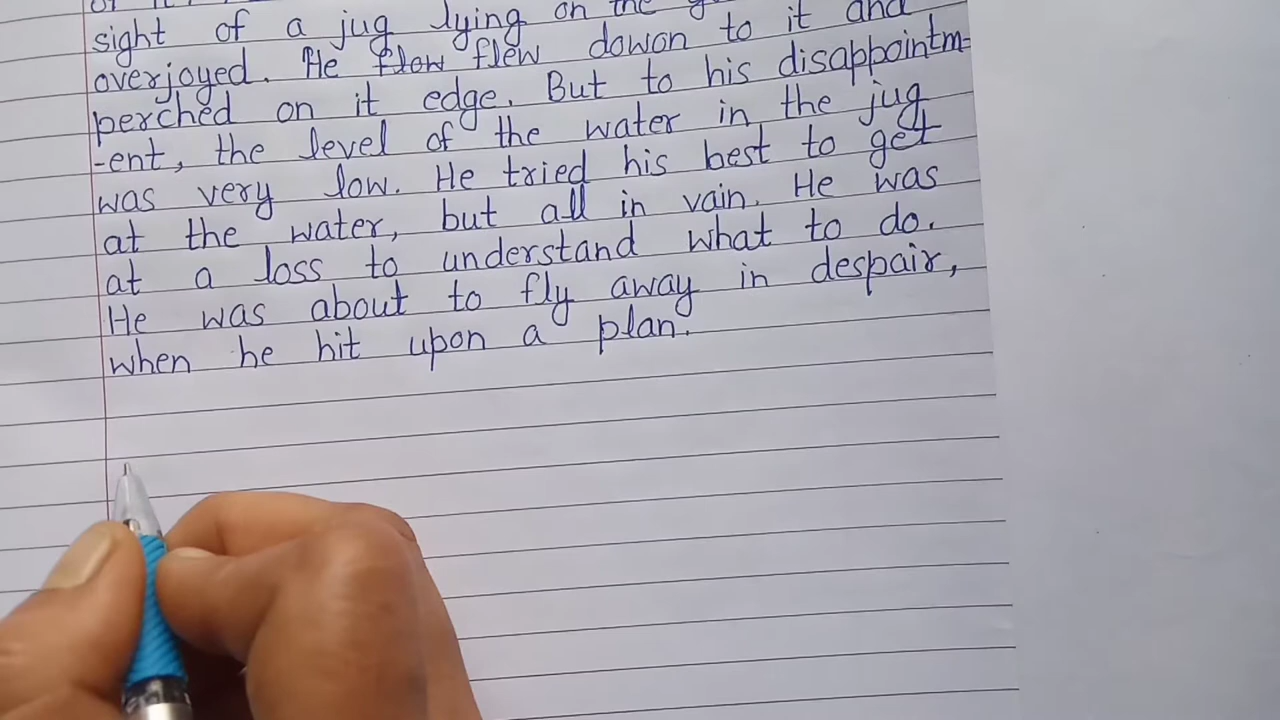 sight of a jug lying on the
overjoyed. He flow flew dowon to it and
perched on it edge. But to his disappointm=
-ent, the level of the water in the jug
was very low. He tried his best to get
at the water, but all in vain. He was
at a loss to understand what to do.
He was about to fly away in despair,
when he hit upon a plan.